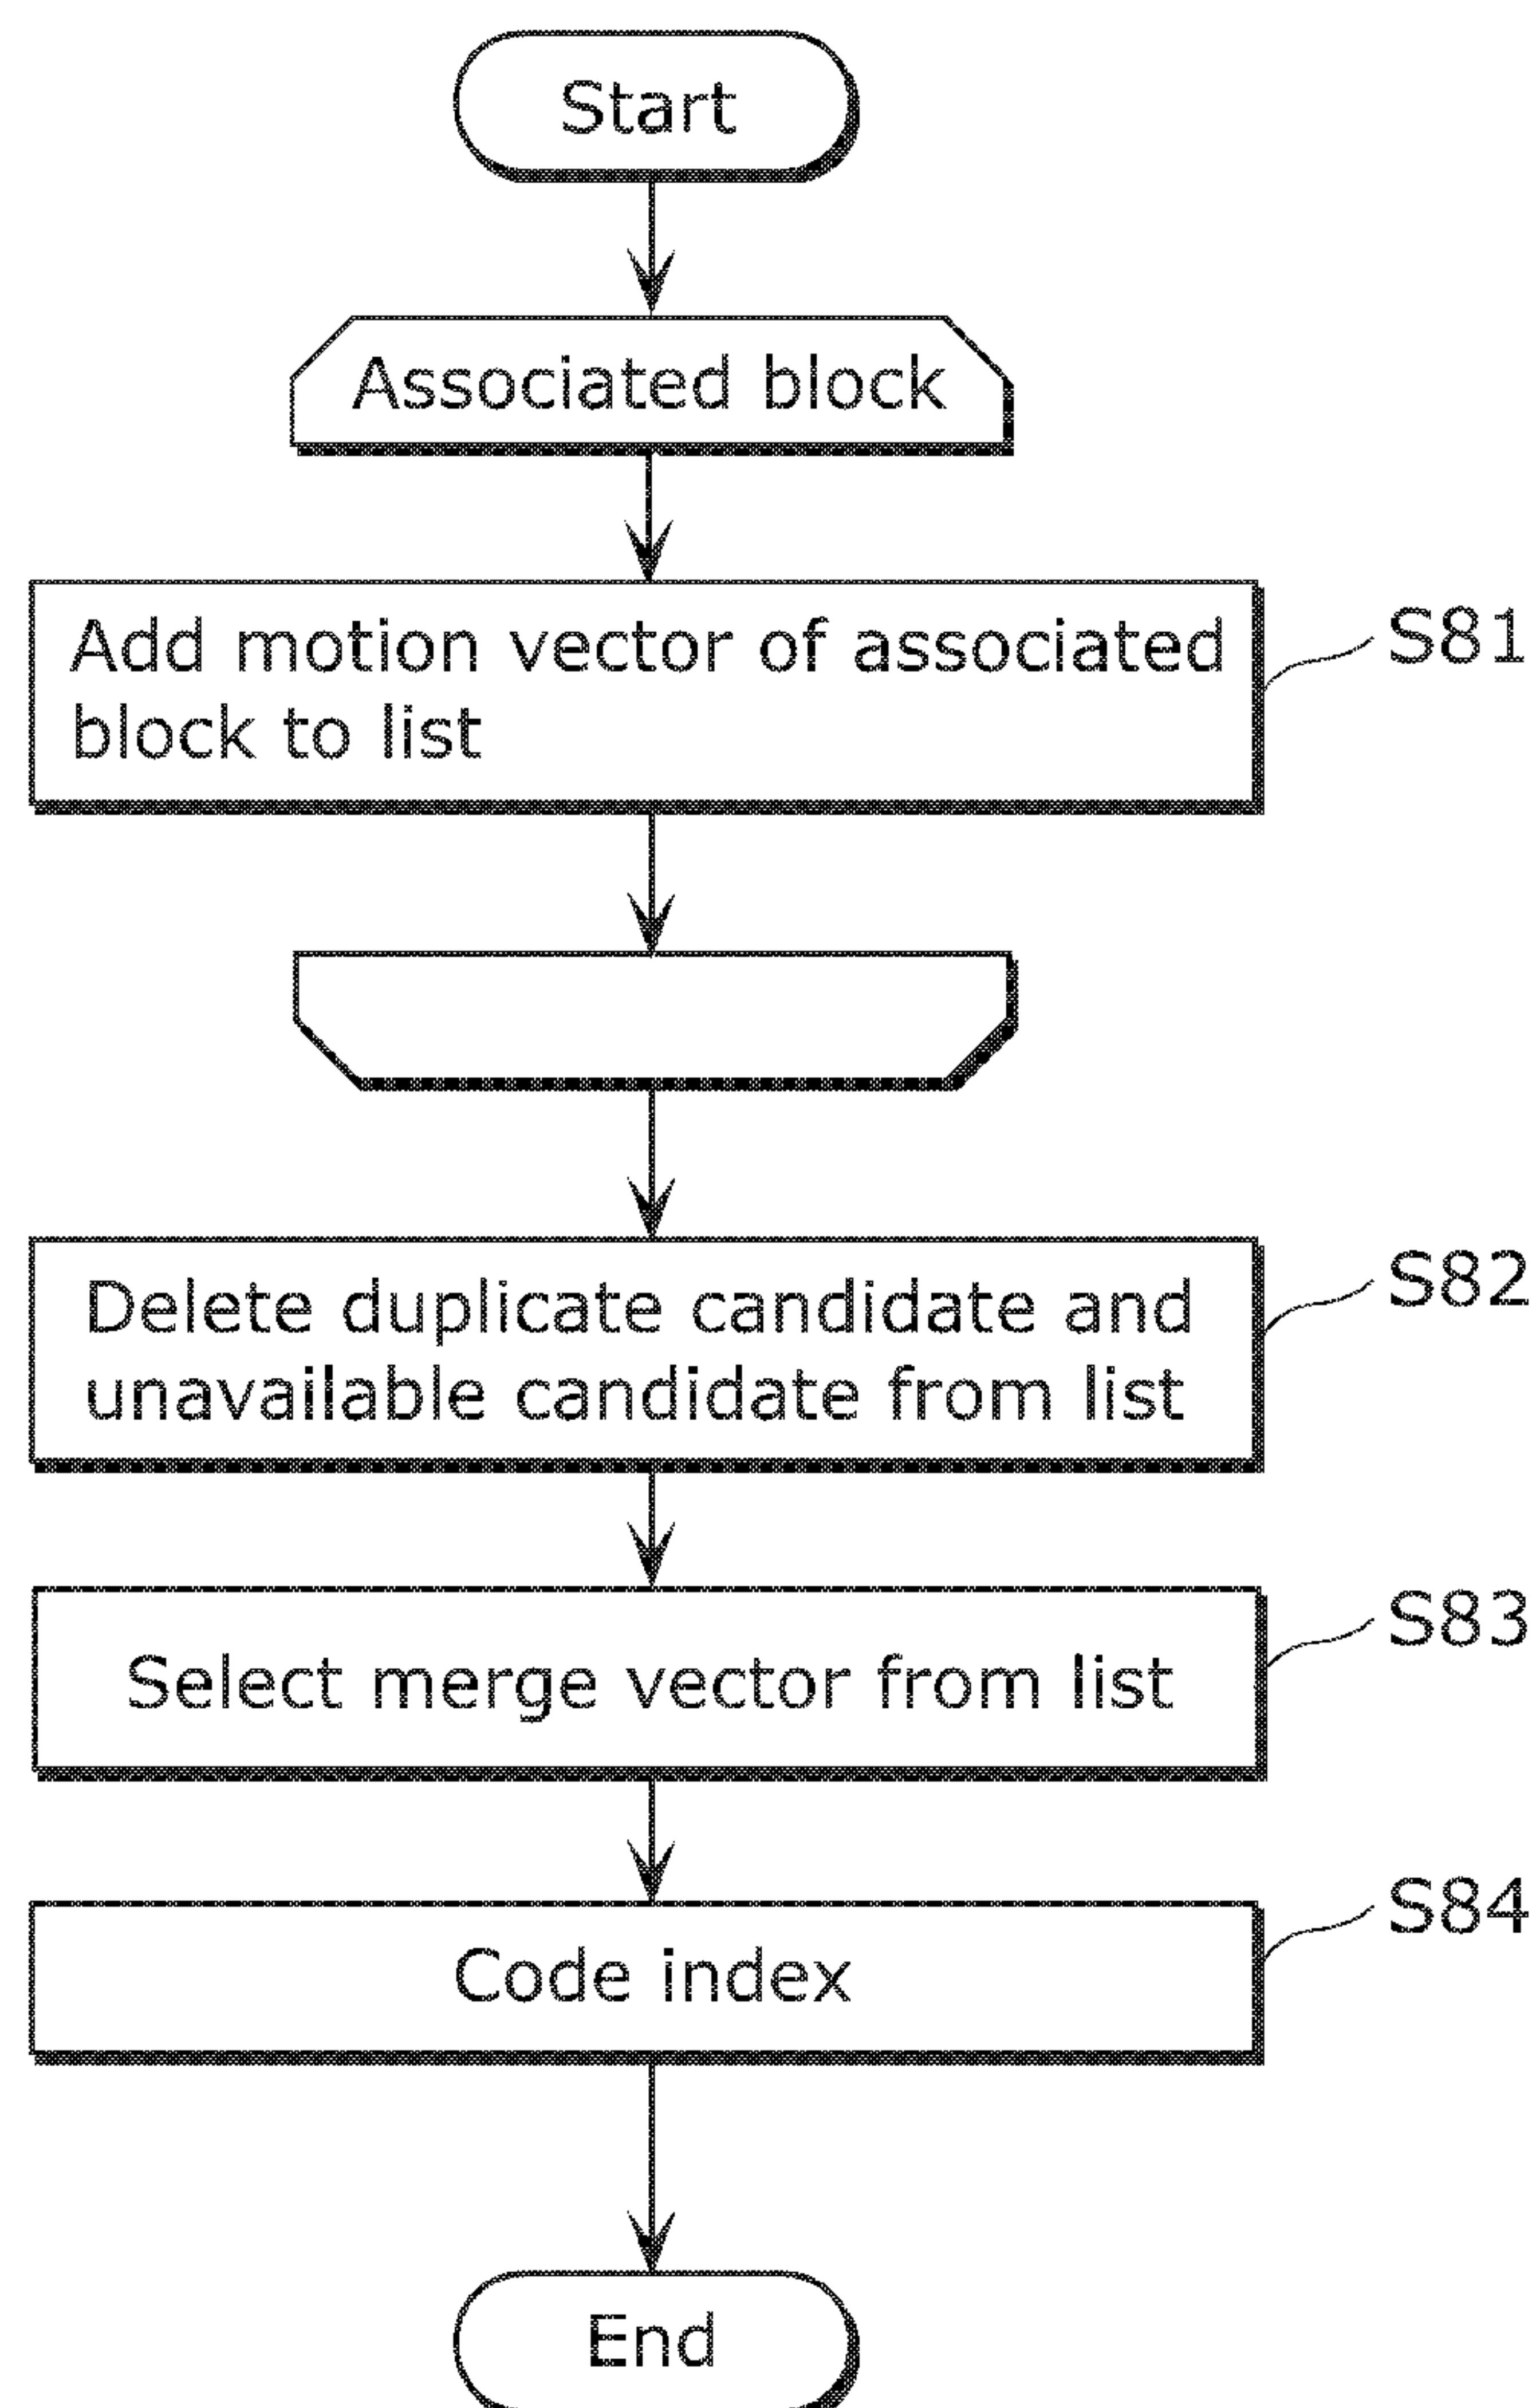 Start
Associated block
Add motion vector of associated
block to list
S81
Delete duplicate candidate and
unavailable candidate from list
S82
Select merge vector from list
S83
Code index
S84
End